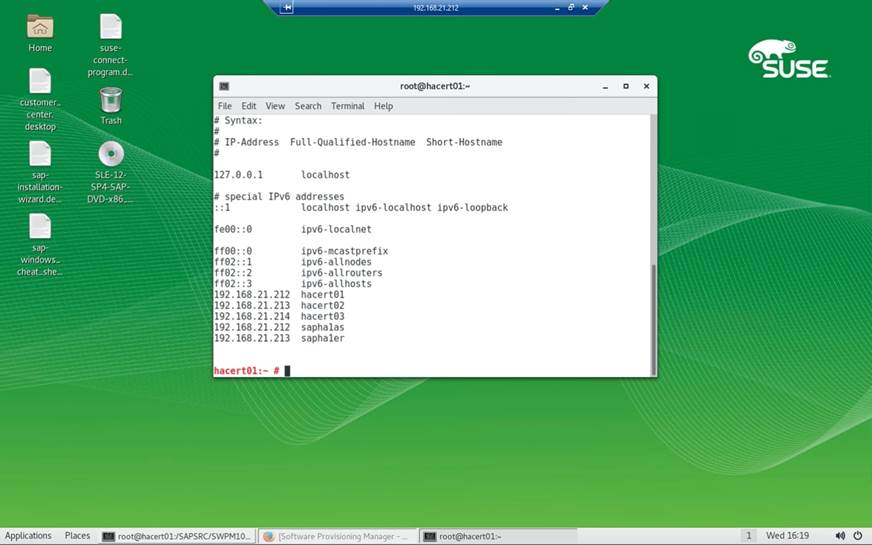 192.168.21.212
Home
suse-
connect-
program.d...
customer_
center.
desktop
Trash
sap-
installation-
wizard.de...
SLE-12-
SP4-SAP-
DVD-x86_...
sap-
windows_
cheat_she...
SUSE
root@hacert01:~
File Edit View Search Terminal Help
# Syntax:
#
# IP-Address  Full-Qualified-Hostname  Short-Hostname
#
127.0.0.1       localhost
# special IPv6 addresses
::1             localhost ipv6-localhost ipv6-loopback
fe00::0         ipv6-localnet
ff00::0         ipv6-mcastprefix
ff02::1         ipv6-allnodes
ff02::2         ipv6-allrouters
ff02::3         ipv6-allhosts
192.168.21.212  hacert01
192.168.21.213  hacert02
192.168.21.214  hacert03
192.168.21.212  sapha1as
192.168.21.213  sapha1er
hacert01:~ #
Applications Places root@hacert01:/SAPSRC/SWPM10... [Software Provisioning Manager - ... root@hacert01:~ 1 Wed 16:19